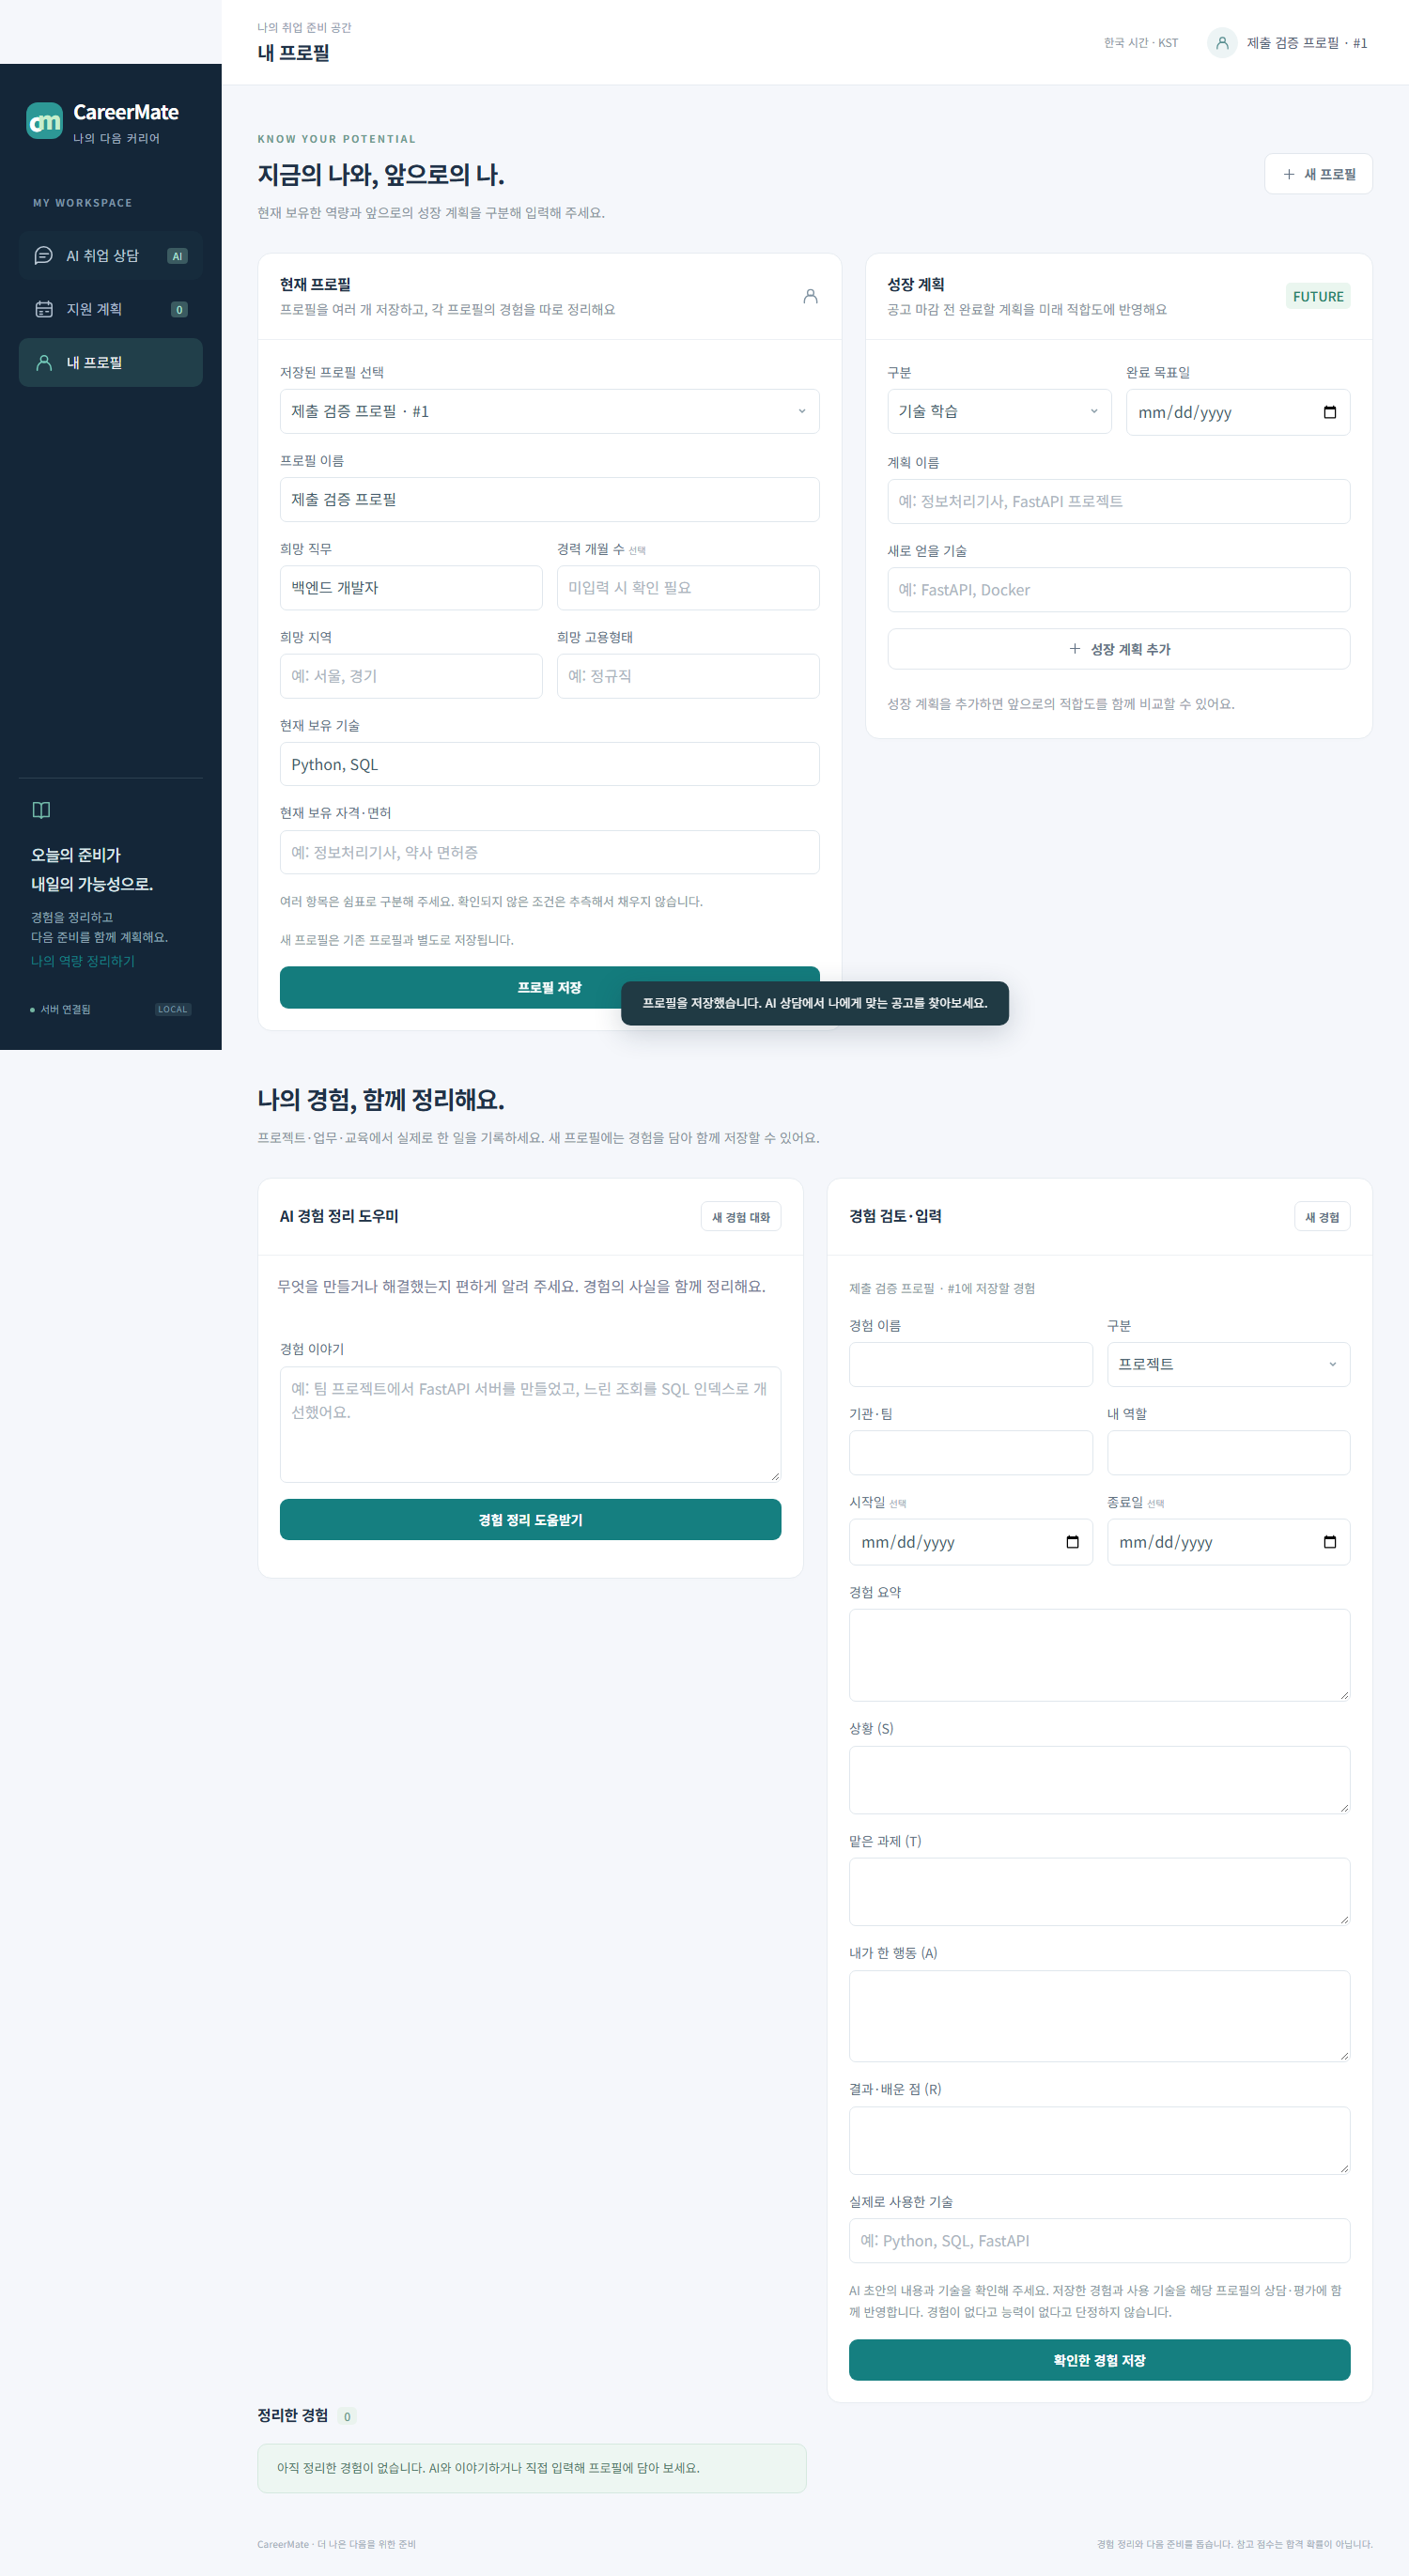 나의 취업 준비 공간
내 프로필
한국 시간 · KST
제출 검증 프로필 · #1
cm
CareerMate
나의 다음 커리어
MY WORKSPACE
AI 취업 상담
AI
지원 계획
0
내 프로필
오늘의 준비가
내일의 가능성으로.
경험을 정리하고
다음 준비를 함께 계획해요.
나의 역량 정리하기
서버 연결됨
LOCAL
KNOW YOUR POTENTIAL
지금의 나와, 앞으로의 나.
현재 보유한 역량과 앞으로의 성장 계획을 구분해 입력해 주세요.
새 프로필
현재 프로필
프로필을 여러 개 저장하고, 각 프로필의 경험을 따로 정리해요
저장된 프로필 선택
제출 검증 프로필 · #1
프로필 이름
제출 검증 프로필
희망 직무
경력 개월 수 선택
백엔드 개발자
미입력 시 확인 필요
희망 지역
희망 고용형태
예: 서울, 경기
예: 정규직
현재 보유 기술
Python, SQL
현재 보유 자격·면허
예: 정보처리기사, 약사 면허증
여러 항목은 쉼표로 구분해 주세요. 확인되지 않은 조건은 추측해서 채우지 않습니다.
새 프로필은 기존 프로필과 별도로 저장됩니다.
프로필 저장
성장 계획
공고 마감 전 완료할 계획을 미래 적합도에 반영해요
FUTURE
구분
완료 목표일
기술 학습
mm/dd/yyyy
계획 이름
예: 정보처리기사, FastAPI 프로젝트
새로 얻을 기술
예: FastAPI, Docker
성장 계획 추가
성장 계획을 추가하면 앞으로의 적합도를 함께 비교할 수 있어요.
프로필을 저장했습니다. AI 상담에서 나에게 맞는 공고를 찾아보세요.
나의 경험, 함께 정리해요.
프로젝트·업무·교육에서 실제로 한 일을 기록하세요. 새 프로필에는 경험을 담아 함께 저장할 수 있어요.
AI 경험 정리 도우미
새 경험 대화
무엇을 만들거나 해결했는지 편하게 알려 주세요. 경험의 사실을 함께 정리해요.
경험 이야기
예: 팀 프로젝트에서 FastAPI 서버를 만들었고, 느린 조회를 SQL 인덱스로 개
선했어요.
경험 정리 도움받기
경험 검토·입력
새 경험
제출 검증 프로필 · #1에 저장할 경험
경험 이름
구분
프로젝트
기관·팀
내 역할
시작일 선택
종료일 선택
mm/dd/yyyy
mm/dd/yyyy
경험 요약
상황 (S)
맡은 과제 (T)
내가 한 행동 (A)
결과·배운 점 (R)
실제로 사용한 기술
예: Python, SQL, FastAPI
AI 초안의 내용과 기술을 확인해 주세요. 저장한 경험과 사용 기술을 해당 프로필의 상담·평가에 함
께 반영합니다. 경험이 없다고 능력이 없다고 단정하지 않습니다.
확인한 경험 저장
정리한 경험
0
아직 정리한 경험이 없습니다. AI와 이야기하거나 직접 입력해 프로필에 담아 보세요.
CareerMate · 더 나은 다음을 위한 준비
경험 정리와 다음 준비를 돕습니다. 참고 점수는 합격 확률이 아닙니다.